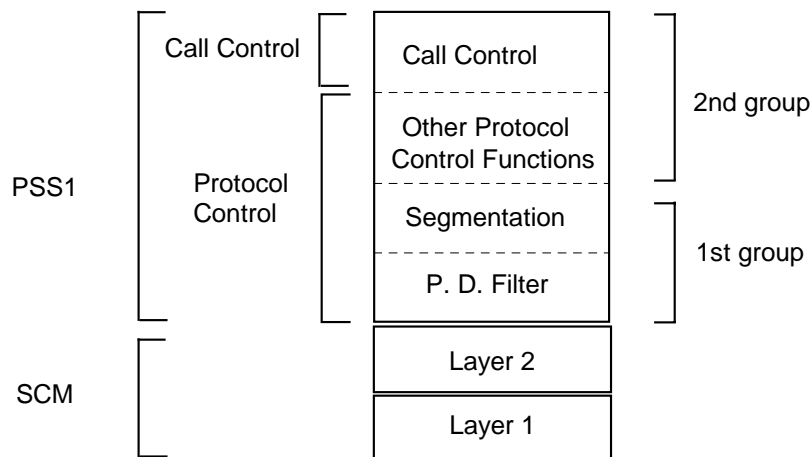 Call Control
Call Control
2nd group
Other Protocol
Control Functions
PSS1
Protocol
Control
Segmentation
1st group
P. D. Filter
Layer 2
SCM
Layer 1